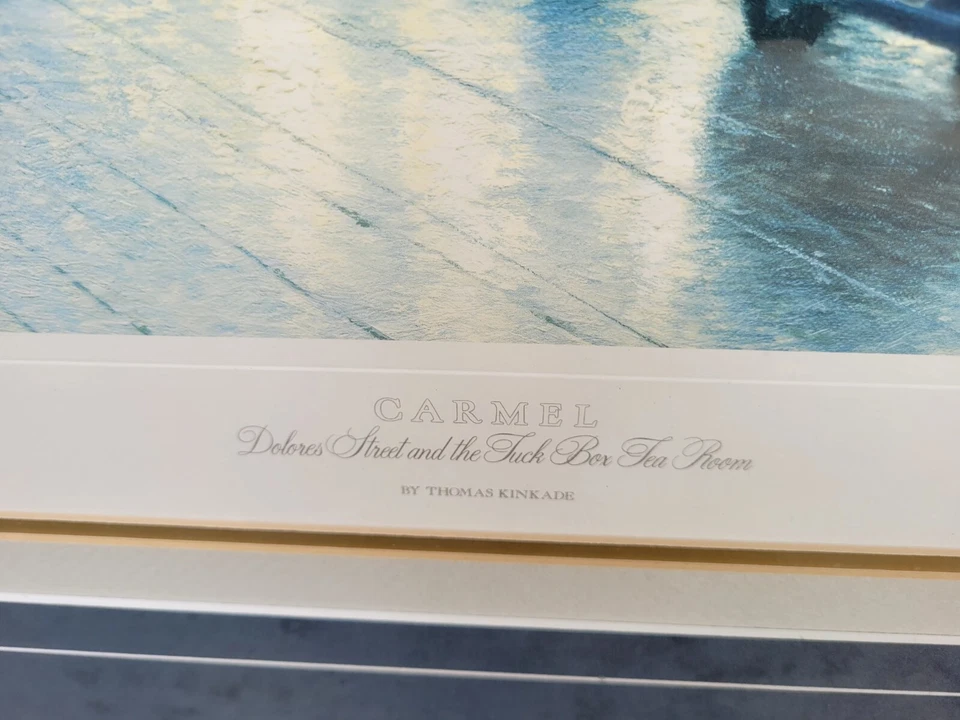 CARMEL
Dolores Street and the Tuck Box Tea Room
BY THOMAS KINKADE